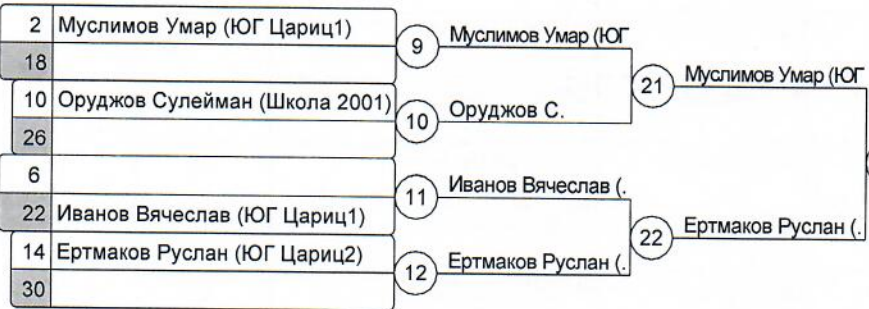 2 Муслимов Умар (ЮГ Цариц1)
18
10 Оруджов Сулейман (Школа 2001)
26
6
22 Иванов Вячеслав (ЮГ Цариц1)
14 Ертмаков Руслан (ЮГ Цариц2)
30
9 Муслимов Умар (ЮГ
10 Оруджов С.
11 Иванов Вячеслав (.
12 Ертмаков Руслан (.
21 Муслимов Умар (ЮГ
22 Ертмаков Руслан (.